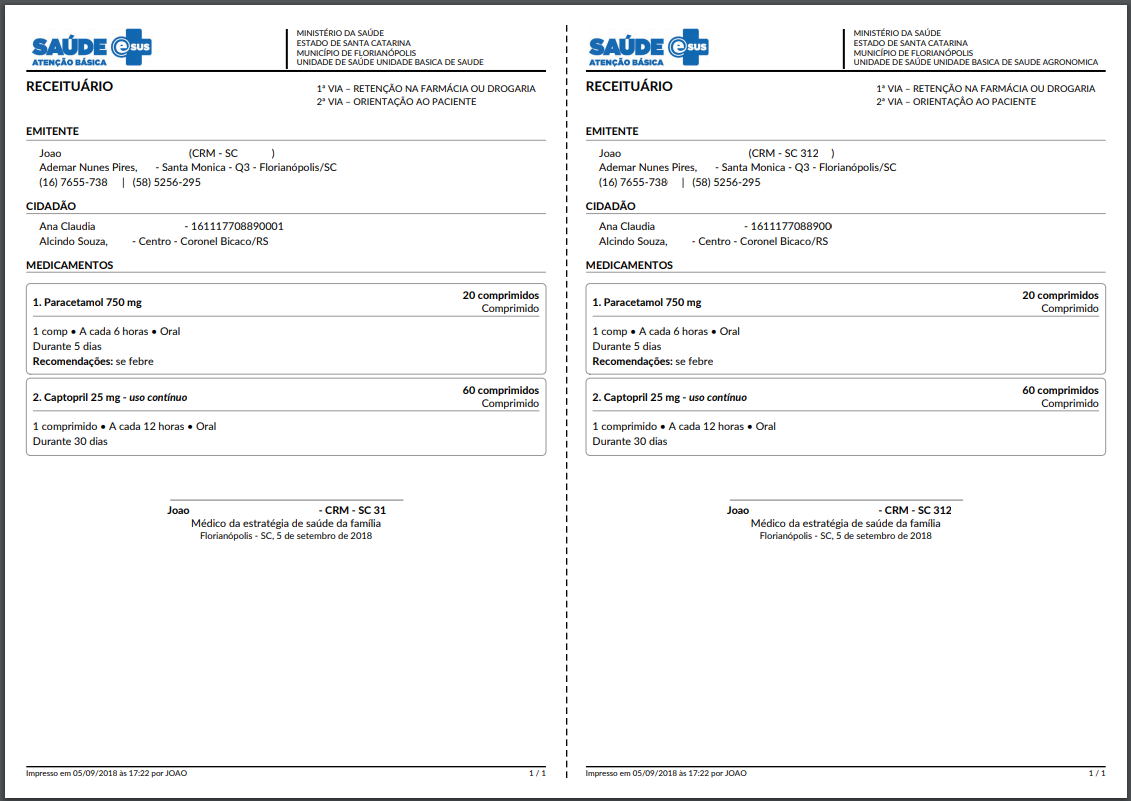 SAÚDE e sus
ATENÇÃO BÁSICA
MINISTÉRIO DA SAÚDE
ESTADO DE SANTA CATARINA
MUNICÍPIO DE FLORIANÓPOLIS
UNIDADE DE SAÚDE UNIDADE BASICA DE SAUDE
RECEITUÁRIO
1ª VIA – RETENÇÃO NA FARMÁCIA OU DROGARIA
2ª VIA – ORIENTAÇÂO AO PACIENTE
EMITENTE
Joao (CRM - SC )
Ademar Nunes Pires, - Santa Monica - Q3 - Florianópolis/SC
(16) 7655-738 | (58) 5256-295
CIDADÃO
Ana Claudia - 161117708890001
Alcindo Souza, - Centro - Coronel Bicaco/RS
MEDICAMENTOS
1. Paracetamol 750 mg
20 comprimidos
Comprimido
1 comp • A cada 6 horas • Oral
Durante 5 dias
Recomendações: se febre
2. Captopril 25 mg - uso contínuo
60 comprimidos
Comprimido
1 comprimido • A cada 12 horas • Oral
Durante 30 dias
Joao - CRM - SC 31
Médico da estratégia de saúde da família
Florianópolis - SC, 5 de setembro de 2018
Impresso em 05/09/2018 às 17:22 por JOAO
1 / 1
SAÚDE e sus
ATENÇÃO BÁSICA
MINISTÉRIO DA SAÚDE
ESTADO DE SANTA CATARINA
MUNICÍPIO DE FLORIANÓPOLIS
UNIDADE DE SAÚDE UNIDADE BASICA DE SAUDE AGRONOMICA
RECEITUÁRIO
1ª VIA – RETENÇÃO NA FARMÁCIA OU DROGARIA
2ª VIA – ORIENTAÇÂO AO PACIENTE
EMITENTE
Joao (CRM - SC 312 )
Ademar Nunes Pires, - Santa Monica - Q3 - Florianópolis/SC
(16) 7655-738 | (58) 5256-295
CIDADÃO
Ana Claudia - 16111770889000
Alcindo Souza, - Centro - Coronel Bicaco/RS
MEDICAMENTOS
1. Paracetamol 750 mg
20 comprimidos
Comprimido
1 comp • A cada 6 horas • Oral
Durante 5 dias
Recomendações: se febre
2. Captopril 25 mg - uso contínuo
60 comprimidos
Comprimido
1 comprimido • A cada 12 horas • Oral
Durante 30 dias
Joao - CRM - SC 312
Médico da estratégia de saúde da família
Florianópolis - SC, 5 de setembro de 2018
Impresso em 05/09/2018 às 17:22 por JOAO
1 / 1